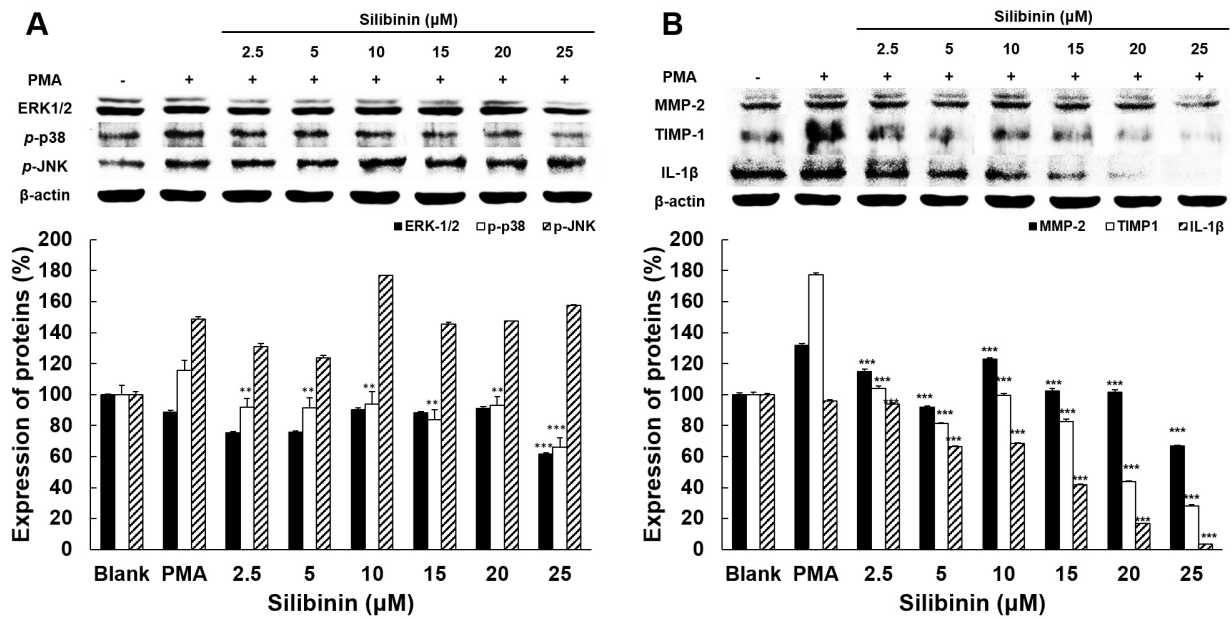 A
Silibinin (µM)
2.5 5 10 15 20 25
PMA - + + + + + + +
ERK1/2
p-p38
p-JNK
β-actin
ERK-1/2 p-p38 p-JNK
Expression of proteins (%)
200
180
160
140
120
100
80
60
40
20
0
** ** ** ** ** *** ***
Blank PMA 2.5 5 10 15 20 25
Silibinin (µM)
B
Silibinin (µM)
2.5 5 10 15 20 25
PMA - + + + + + + +
MMP-2
TIMP-1
IL-1β
β-actin
MMP-2 TIMP1 IL-1β
Expression of proteins (%)
200
180
160
140
120
100
80
60
40
20
0
*** *** *** *** *** *** *** *** *** *** *** *** *** *** *** *** *** ***
Blank PMA 2.5 5 10 15 20 25
Silibinin (µM)